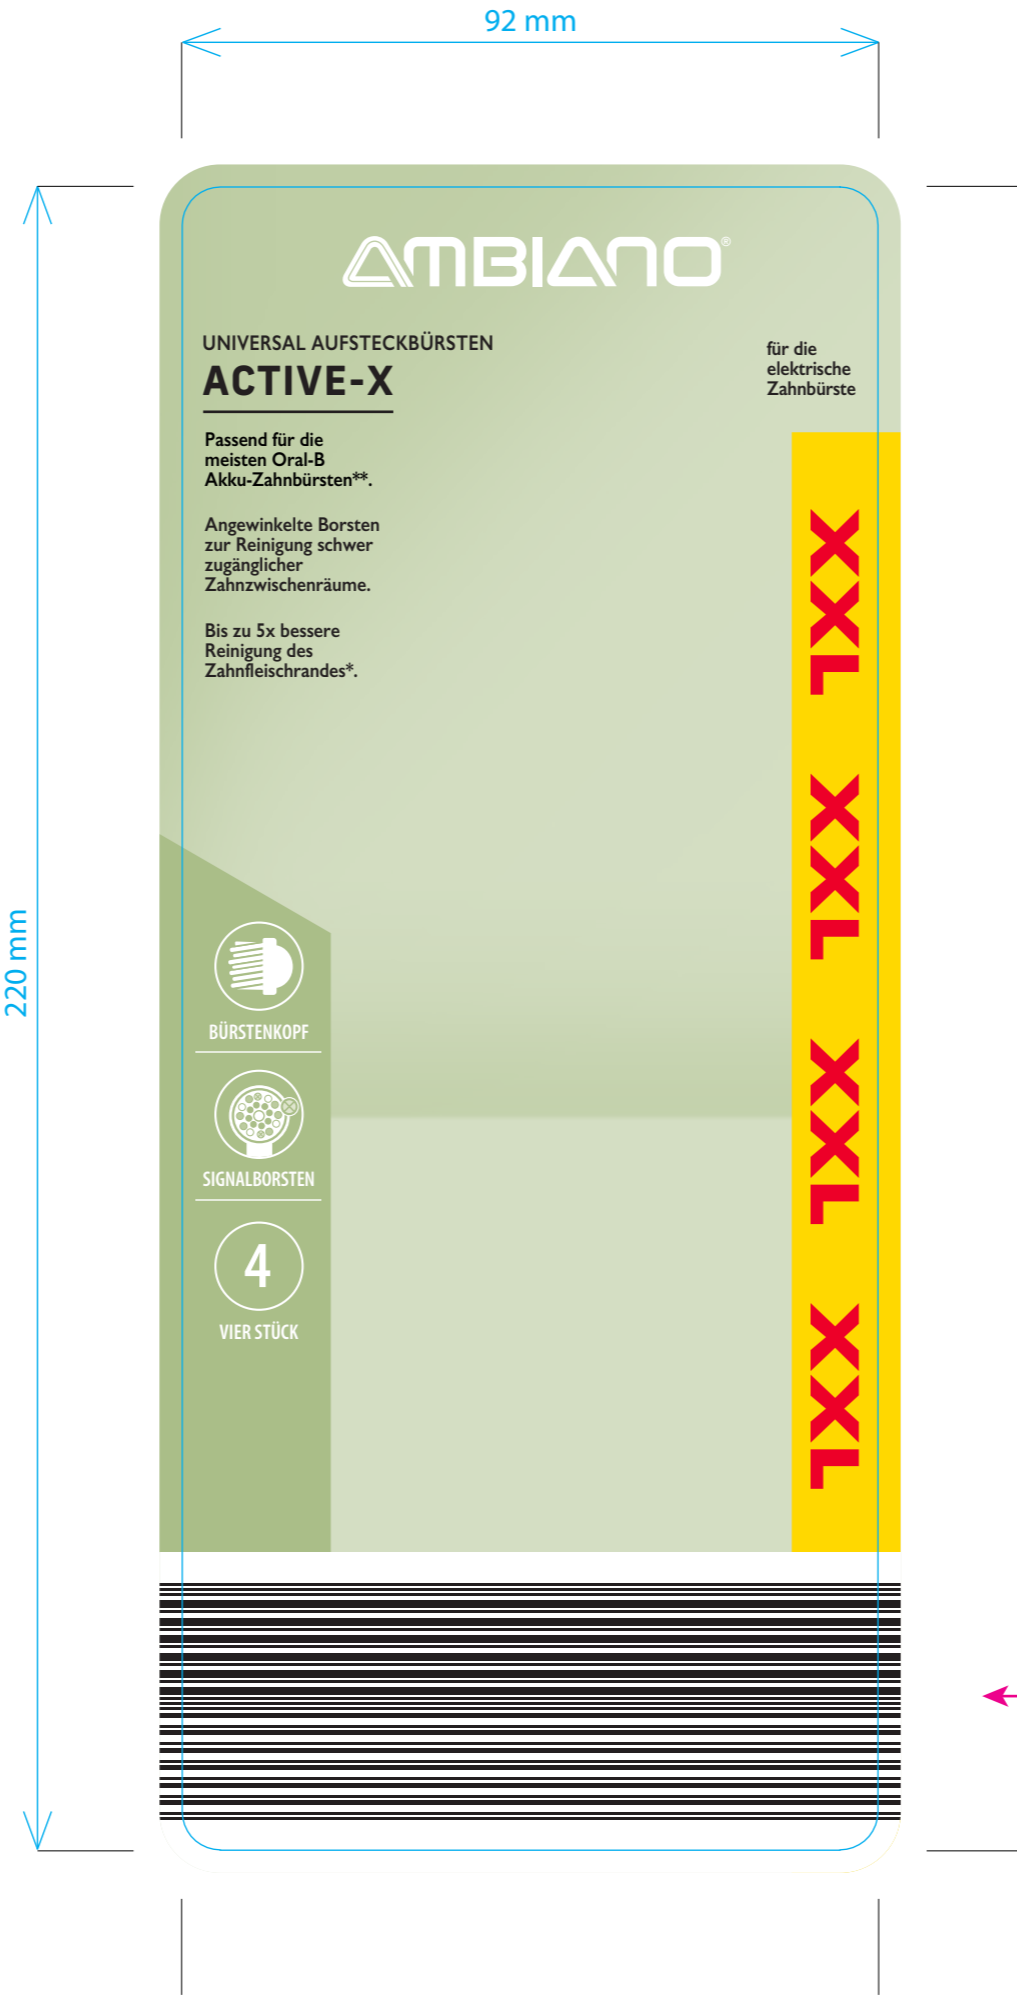 92 mm
220 mm
AMBIANO®
UNIVERSAL AUFSTECKBÜRSTEN
ACTIVE-X
für die
elektrische
Zahnbürste
Passend für die
meisten Oral-B
Akku-Zahnbürsten**.
Angewinkelte Borsten
zur Reinigung schwer
zugänglicher
Zahnzwischenräume.
Bis zu 5x bessere
Reinigung des
Zahnfleischrandes*.
XXL
XXL
XXL
XXL
BÜRSTENKOPF
SIGNALBORSTEN
4
VIER STÜCK